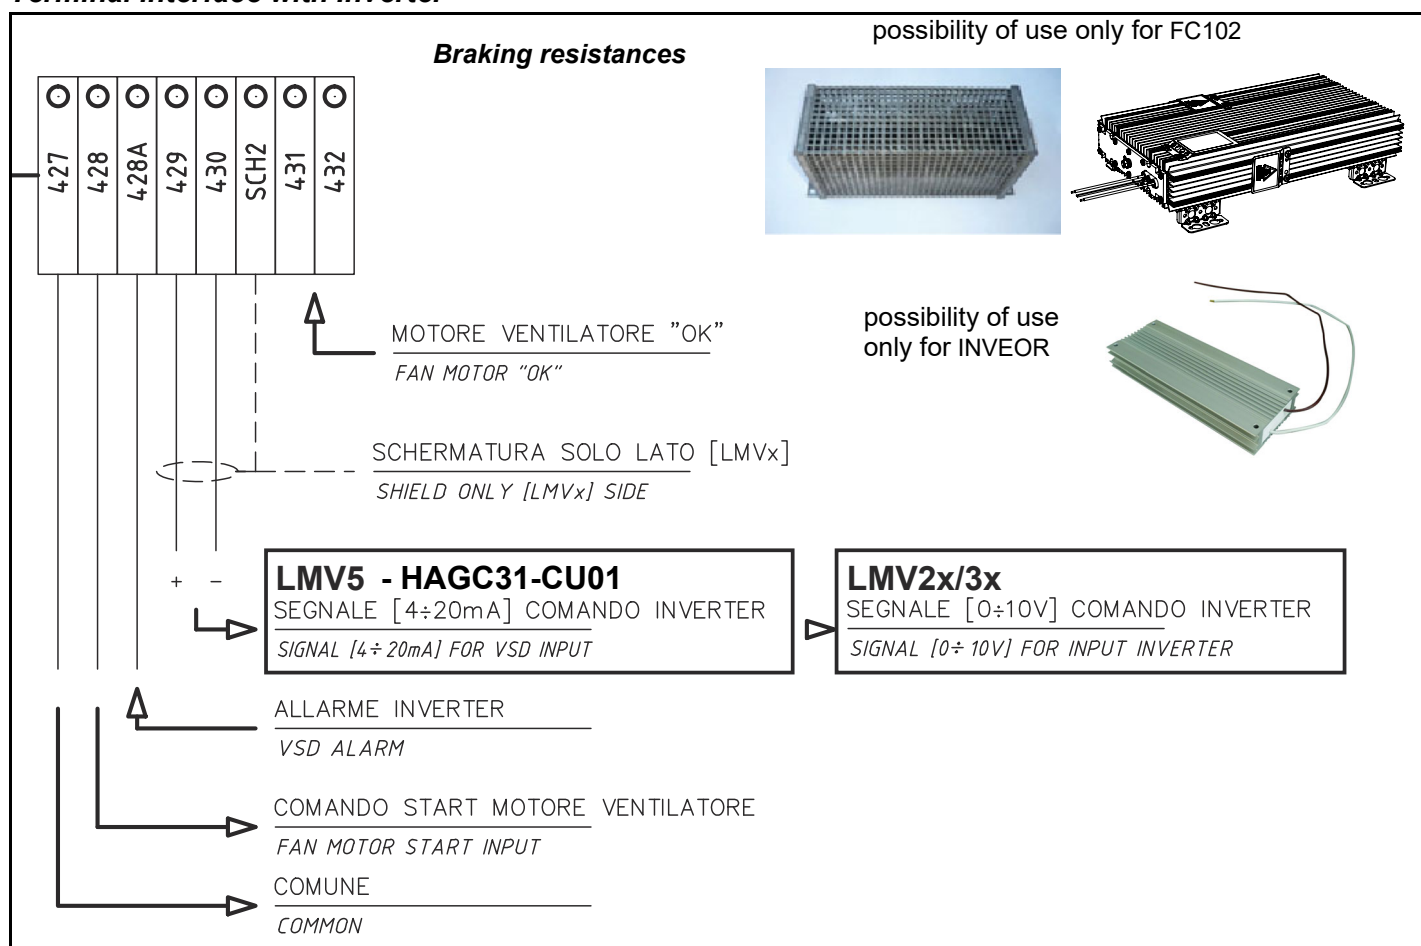 Terminal interface with inverter
possibility of use only for FC102
Braking resistances
427
428
428A
429
430
SCH2
431
432
possibility of use
only for INVEOR
MOTORE VENTILATORE "OK"
FAN MOTOR "OK"
SCHERMATURA SOLO LATO [LMVx]
SHIELD ONLY [LMVx] SIDE
+ −
LMV5 - HAGC31-CU01
SEGNALE [4÷20mA] COMANDO INVERTER
SIGNAL [4÷20mA] FOR VSD INPUT
LMV2x/3x
SEGNALE [0÷10V] COMANDO INVERTER
SIGNAL [0÷10V] FOR INPUT INVERTER
ALLARME INVERTER
VSD ALARM
COMANDO START MOTORE VENTILATORE
FAN MOTOR START INPUT
COMUNE
COMMON